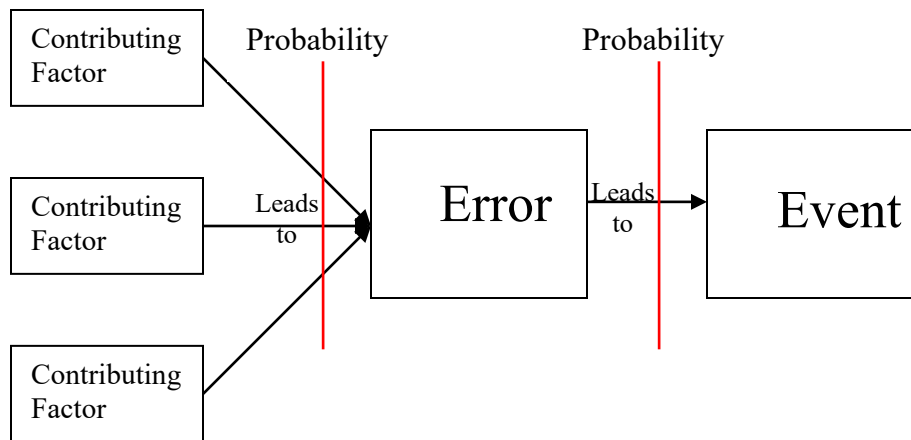 Contributing
Factor
Probability
Probability
Contributing
Factor
Leads
to
Error
Leads
to
Event
Contributing
Factor